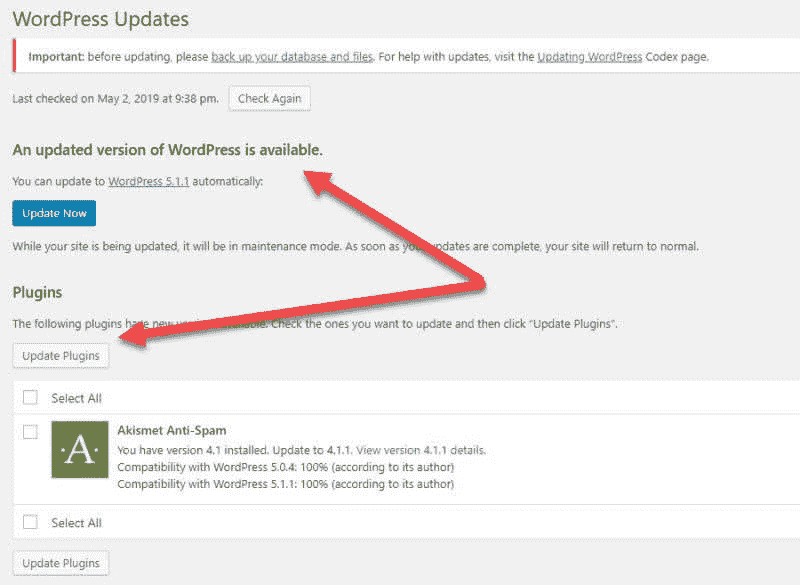 WordPress Updates
Important: before updating, please back up your database and files. For help with updates, visit the Updating WordPress Codex page.
Last checked on May 2, 2019 at 9:38 pm. Check Again
An updated version of WordPress is available.
You can update to WordPress 5.1.1 automatically:
Update Now
While your site is being updated, it will be in maintenance mode. As soon as your updates are complete, your site will return to normal.
Plugins
The following plugins have new versions available. Check the ones you want to update and then click “Update Plugins”.
Update Plugins
Select All
·A·
Akismet Anti-Spam
You have version 4.1 installed. Update to 4.1.1. View version 4.1.1 details.
Compatibility with WordPress 5.0.4: 100% (according to its author)
Compatibility with WordPress 5.1.1: 100% (according to its author)
Select All
Update Plugins